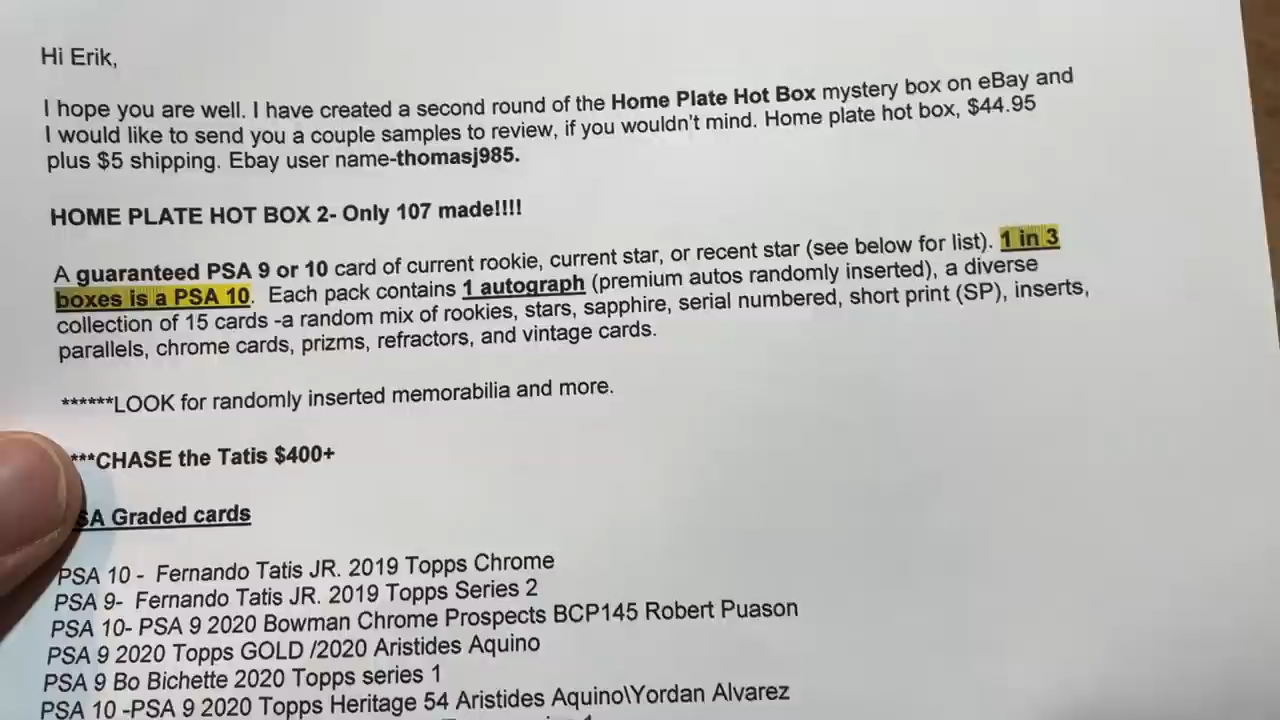 Hi Erik,
I hope you are well. I have created a second round of the Home Plate Hot Box mystery box on eBay and
I would like to send you a couple samples to review, if you wouldn't mind. Home plate hot box, $44.95
plus $5 shipping. Ebay user name-thomasj985.
HOME PLATE HOT BOX 2- Only 107 made!!!!
A guaranteed PSA 9 or 10 card of current rookie, current star, or recent star (see below for list). 1 in 3
boxes is a PSA 10. Each pack contains 1 autograph (premium autos randomly inserted), a diverse
collection of 15 cards -a random mix of rookies, stars, sapphire, serial numbered, short print (SP), inserts,
parallels, chrome cards, prizms, refractors, and vintage cards.
******LOOK for randomly inserted memorabilia and more.
***CHASE the Tatis $400+
SA Graded cards
PSA 10 - Fernando Tatis JR. 2019 Topps Chrome
PSA 9- Fernando Tatis JR. 2019 Topps Series 2
PSA 10- PSA 9 2020 Bowman Chrome Prospects BCP145 Robert Puason
PSA 9 2020 Topps GOLD /2020 Aristides Aquino
PSA 9 Bo Bichette 2020 Topps series 1
PSA 10 -PSA 9 2020 Topps Heritage 54 Aristides Aquino\Yordan Alvarez